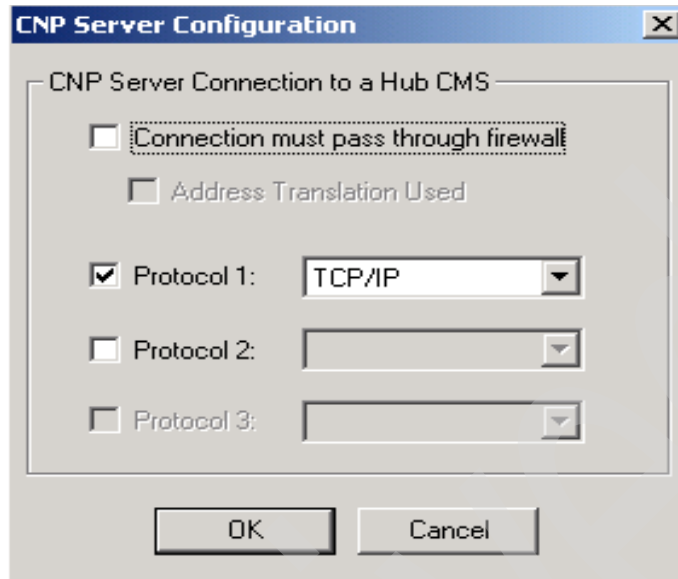 CNP Server Configuration
CNP Server Connection to a Hub CMS
Connection must pass through firewall
Address Translation Used
Protocol 1: TCP/IP
Protocol 2:
Protocol 3:
OK Cancel